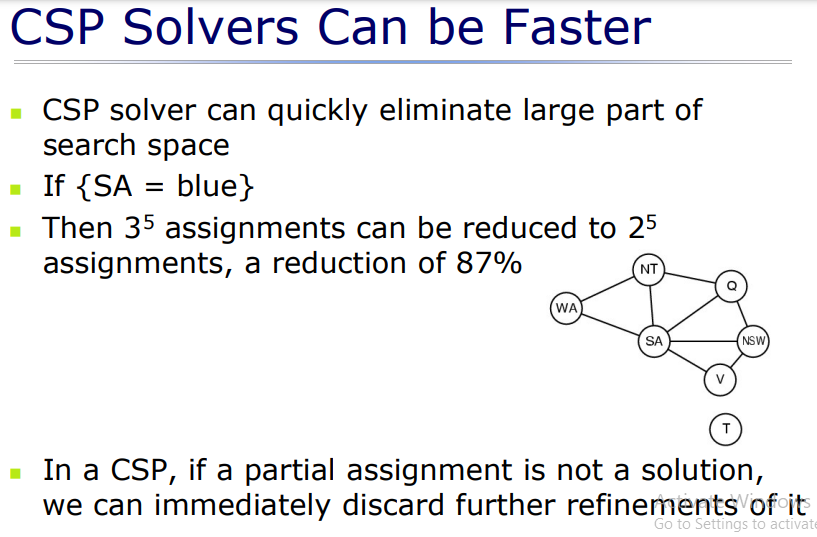 CSP Solvers Can be Faster
CSP solver can quickly eliminate large part of
search space
If {SA = blue}
Then 3⁵ assignments can be reduced to 2⁵
assignments, a reduction of 87%
NT
Q
WA
SA
NSW
V
T
In a CSP, if a partial assignment is not a solution,
we can immediately discard further refinements of it
Activate Windows
Go to Settings to activate